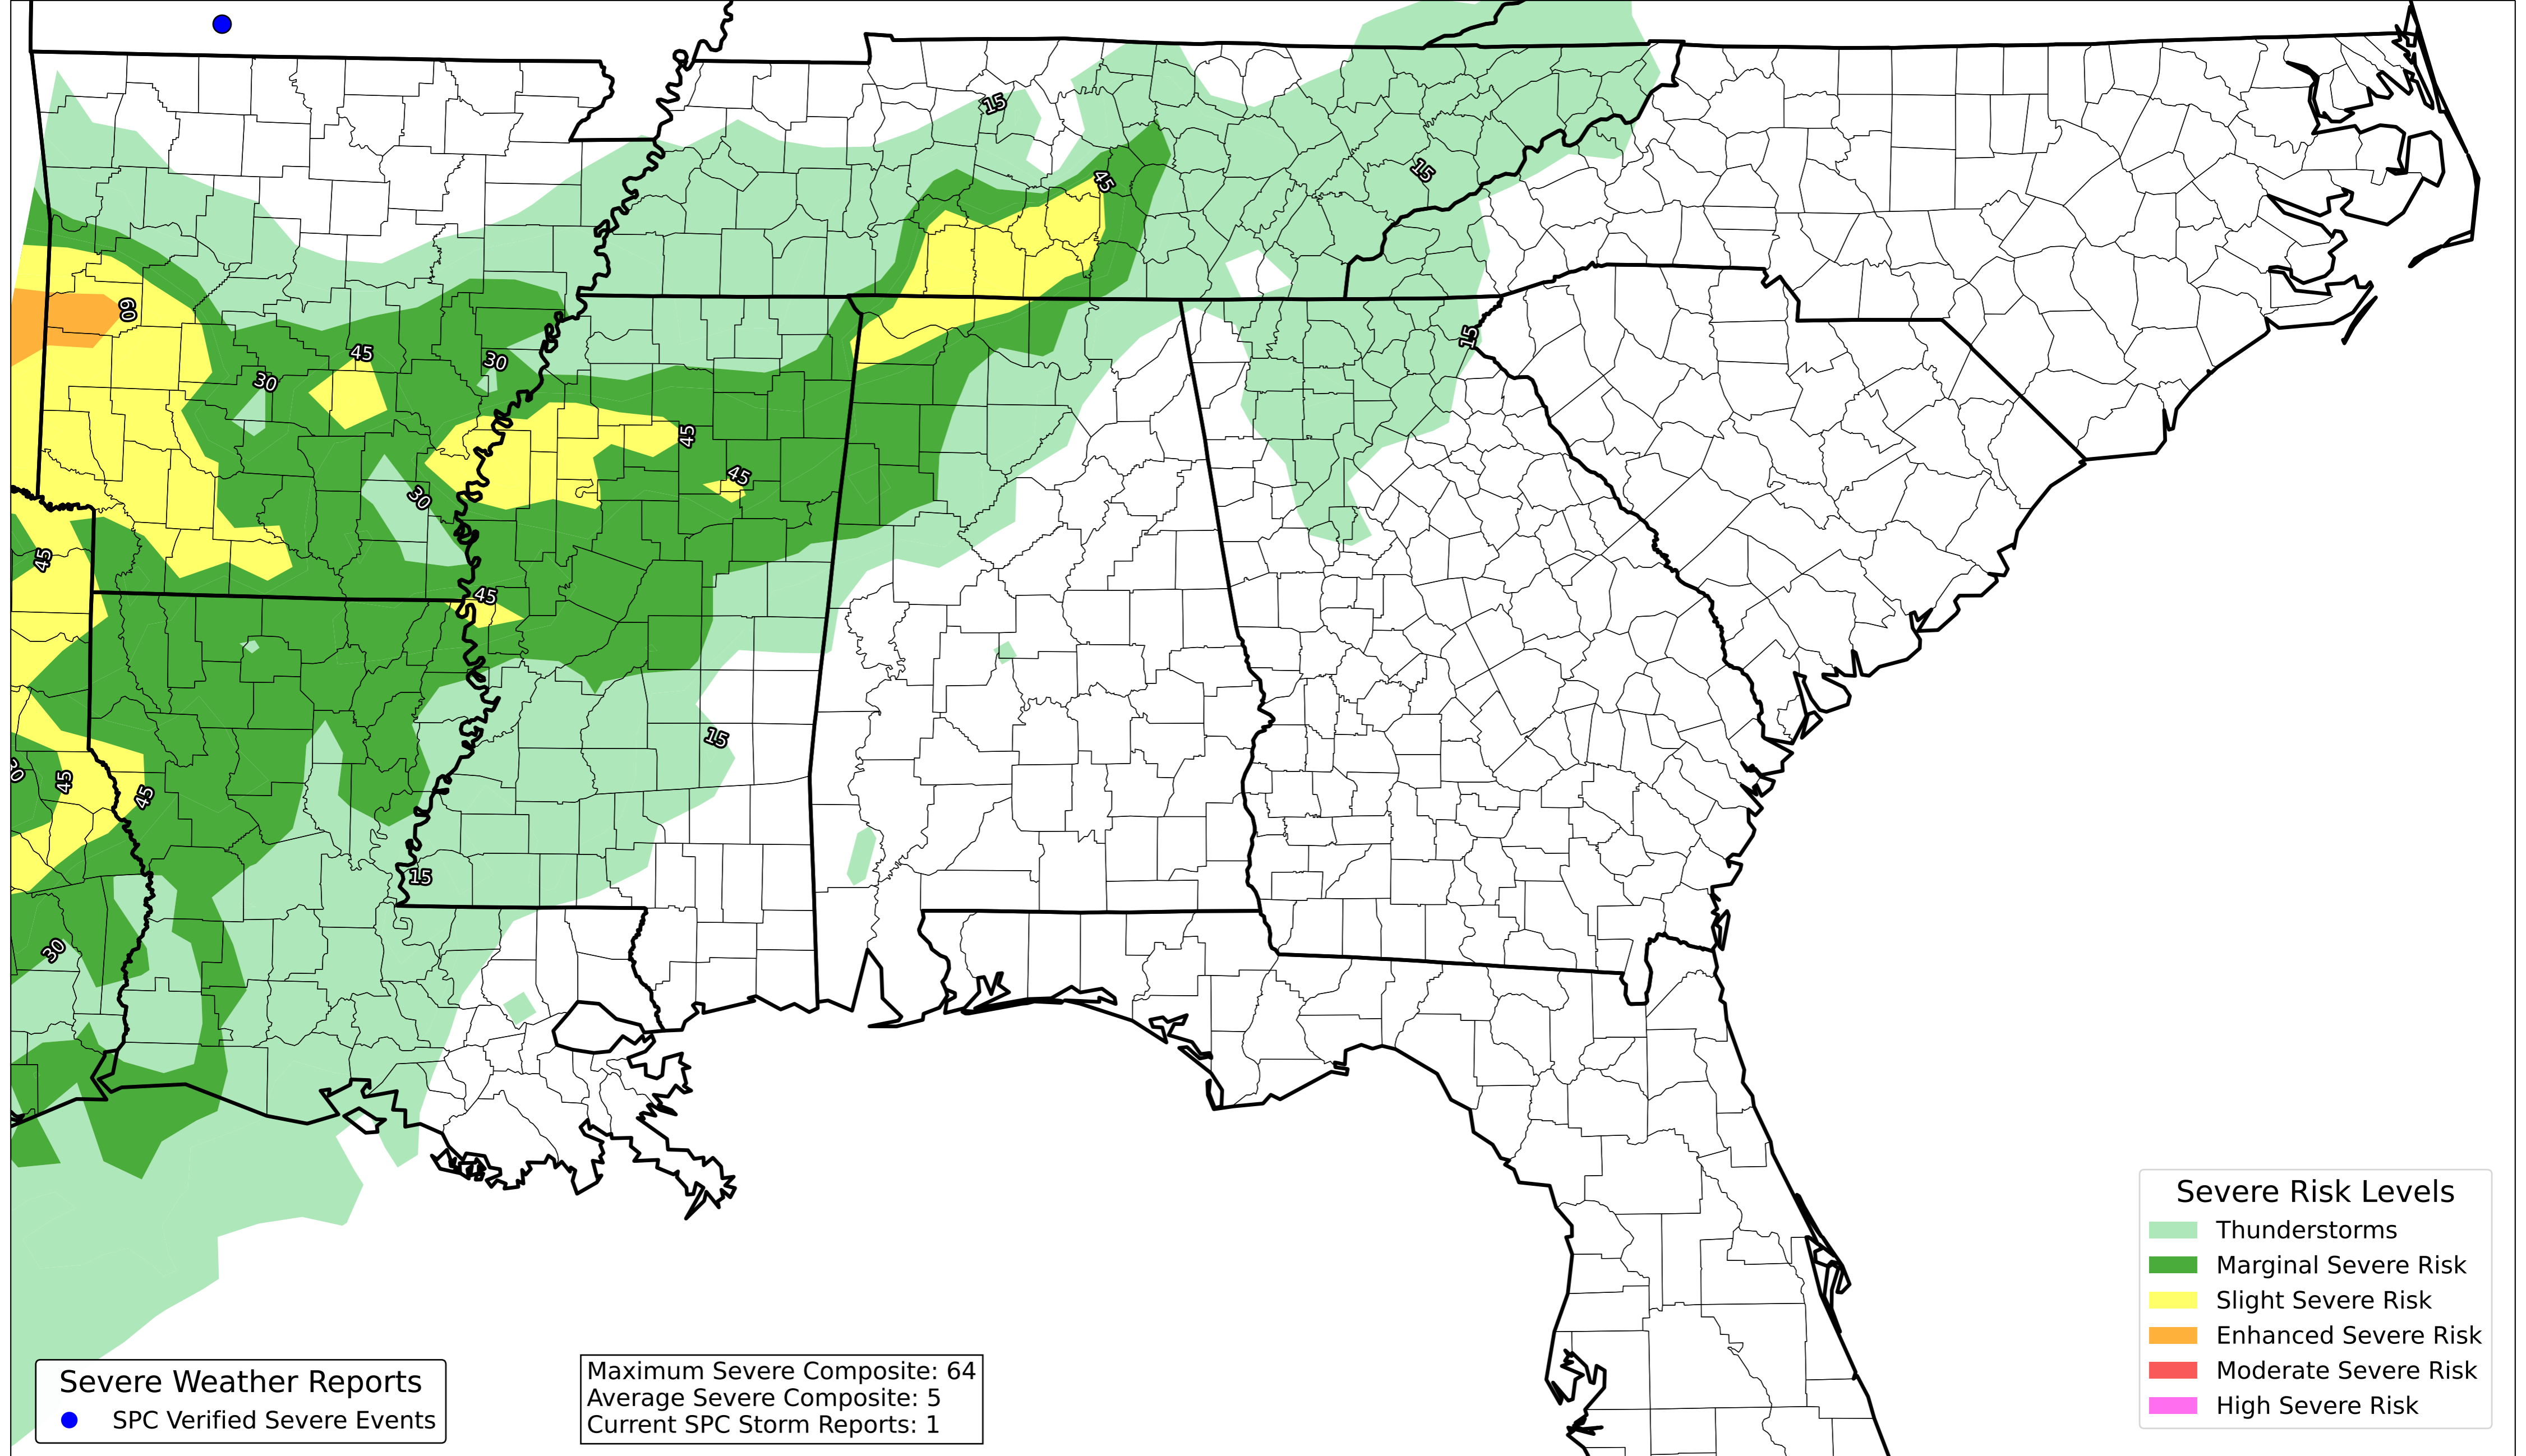 15
15
45
60
15
45
30
30
45
45
30
45
45
15
45
45
15
30
Severe Risk Levels
Thunderstorms
Marginal Severe Risk
Slight Severe Risk
Enhanced Severe Risk
Moderate Severe Risk
High Severe Risk
Severe Weather Reports
SPC Verified Severe Events
Maximum Severe Composite: 64
Average Severe Composite: 5
Current SPC Storm Reports: 1